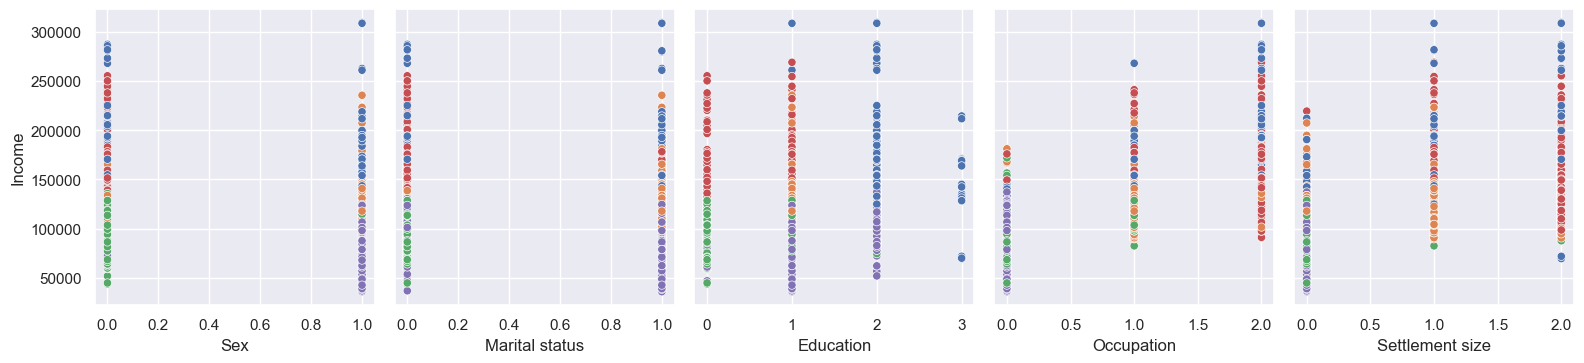 300000
250000
200000
150000
100000
50000
Income
0.0 0.2 0.4 0.6 0.8 1.0
Sex
0.0 0.2 0.4 0.6 0.8 1.0
Marital status
0 1 2 3
Education
0.0 0.5 1.0 1.5 2.0
Occupation
0.0 0.5 1.0 1.5 2.0
Settlement size